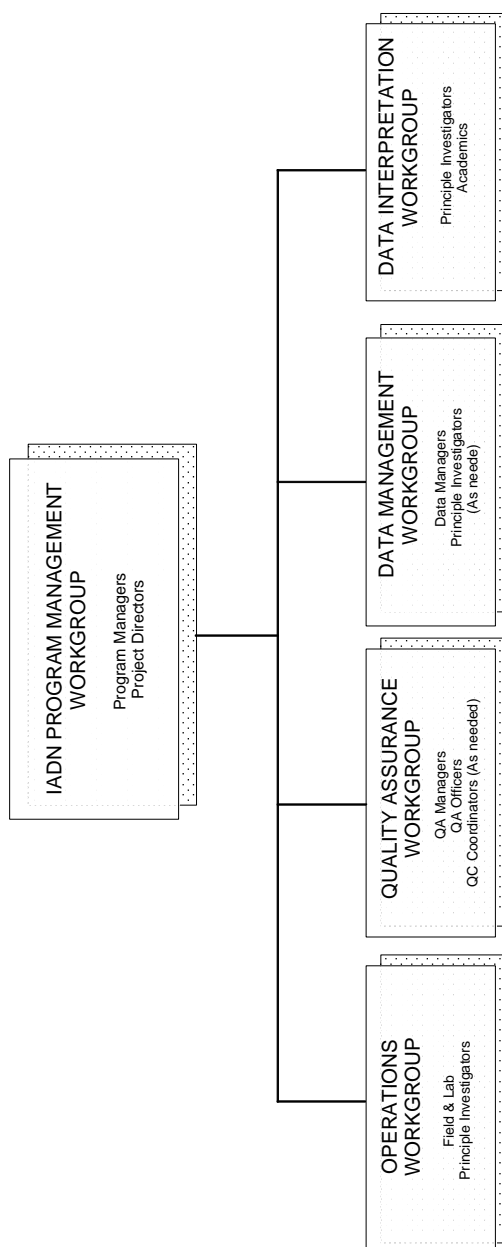 IADN PROGRAM MANAGEMENT
WORKGROUP
Program Managers
Project Directors
OPERATIONS
WORKGROUP
Field & Lab
Principle Investigators
QUALITY ASSURANCE
WORKGROUP
QA Managers
QA Officers
QC Coordinators (As needed)
DATA MANAGEMENT
WORKGROUP
Data Managers
Principle Investigators
(As neede)
DATA INTERPRETATION
WORKGROUP
Principle Investigators
Academics